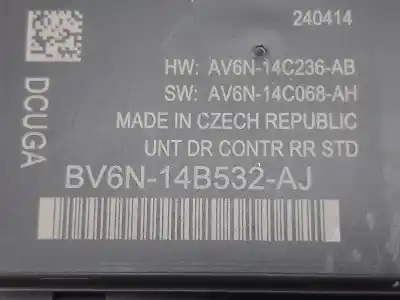 240414
DCUGA
HW: AV6N-14C236-AB
SW: AV6N-14C068-AH
MADE IN CZECH REPUBLIC
UNT DR CONTR RR STD
BV6N-14B532-AJ